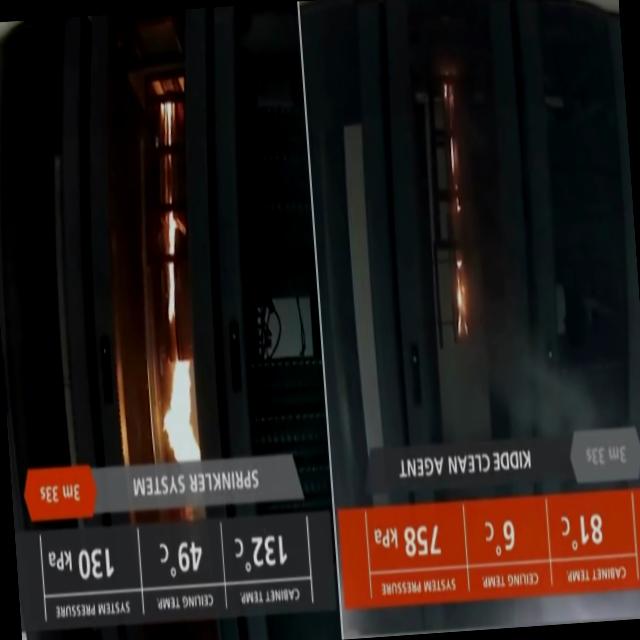 CABINET TEMP. CEILING TEMP. SYSTEM PRESSURE
81°C 6°C 758 kPa
3m 33s KIDDE CLEAN AGENT
CABINET TEMP. CEILING TEMP. SYSTEM PRESSURE
132°C 49°C 130 kPa
SPRINKLER SYSTEM 3m 33s